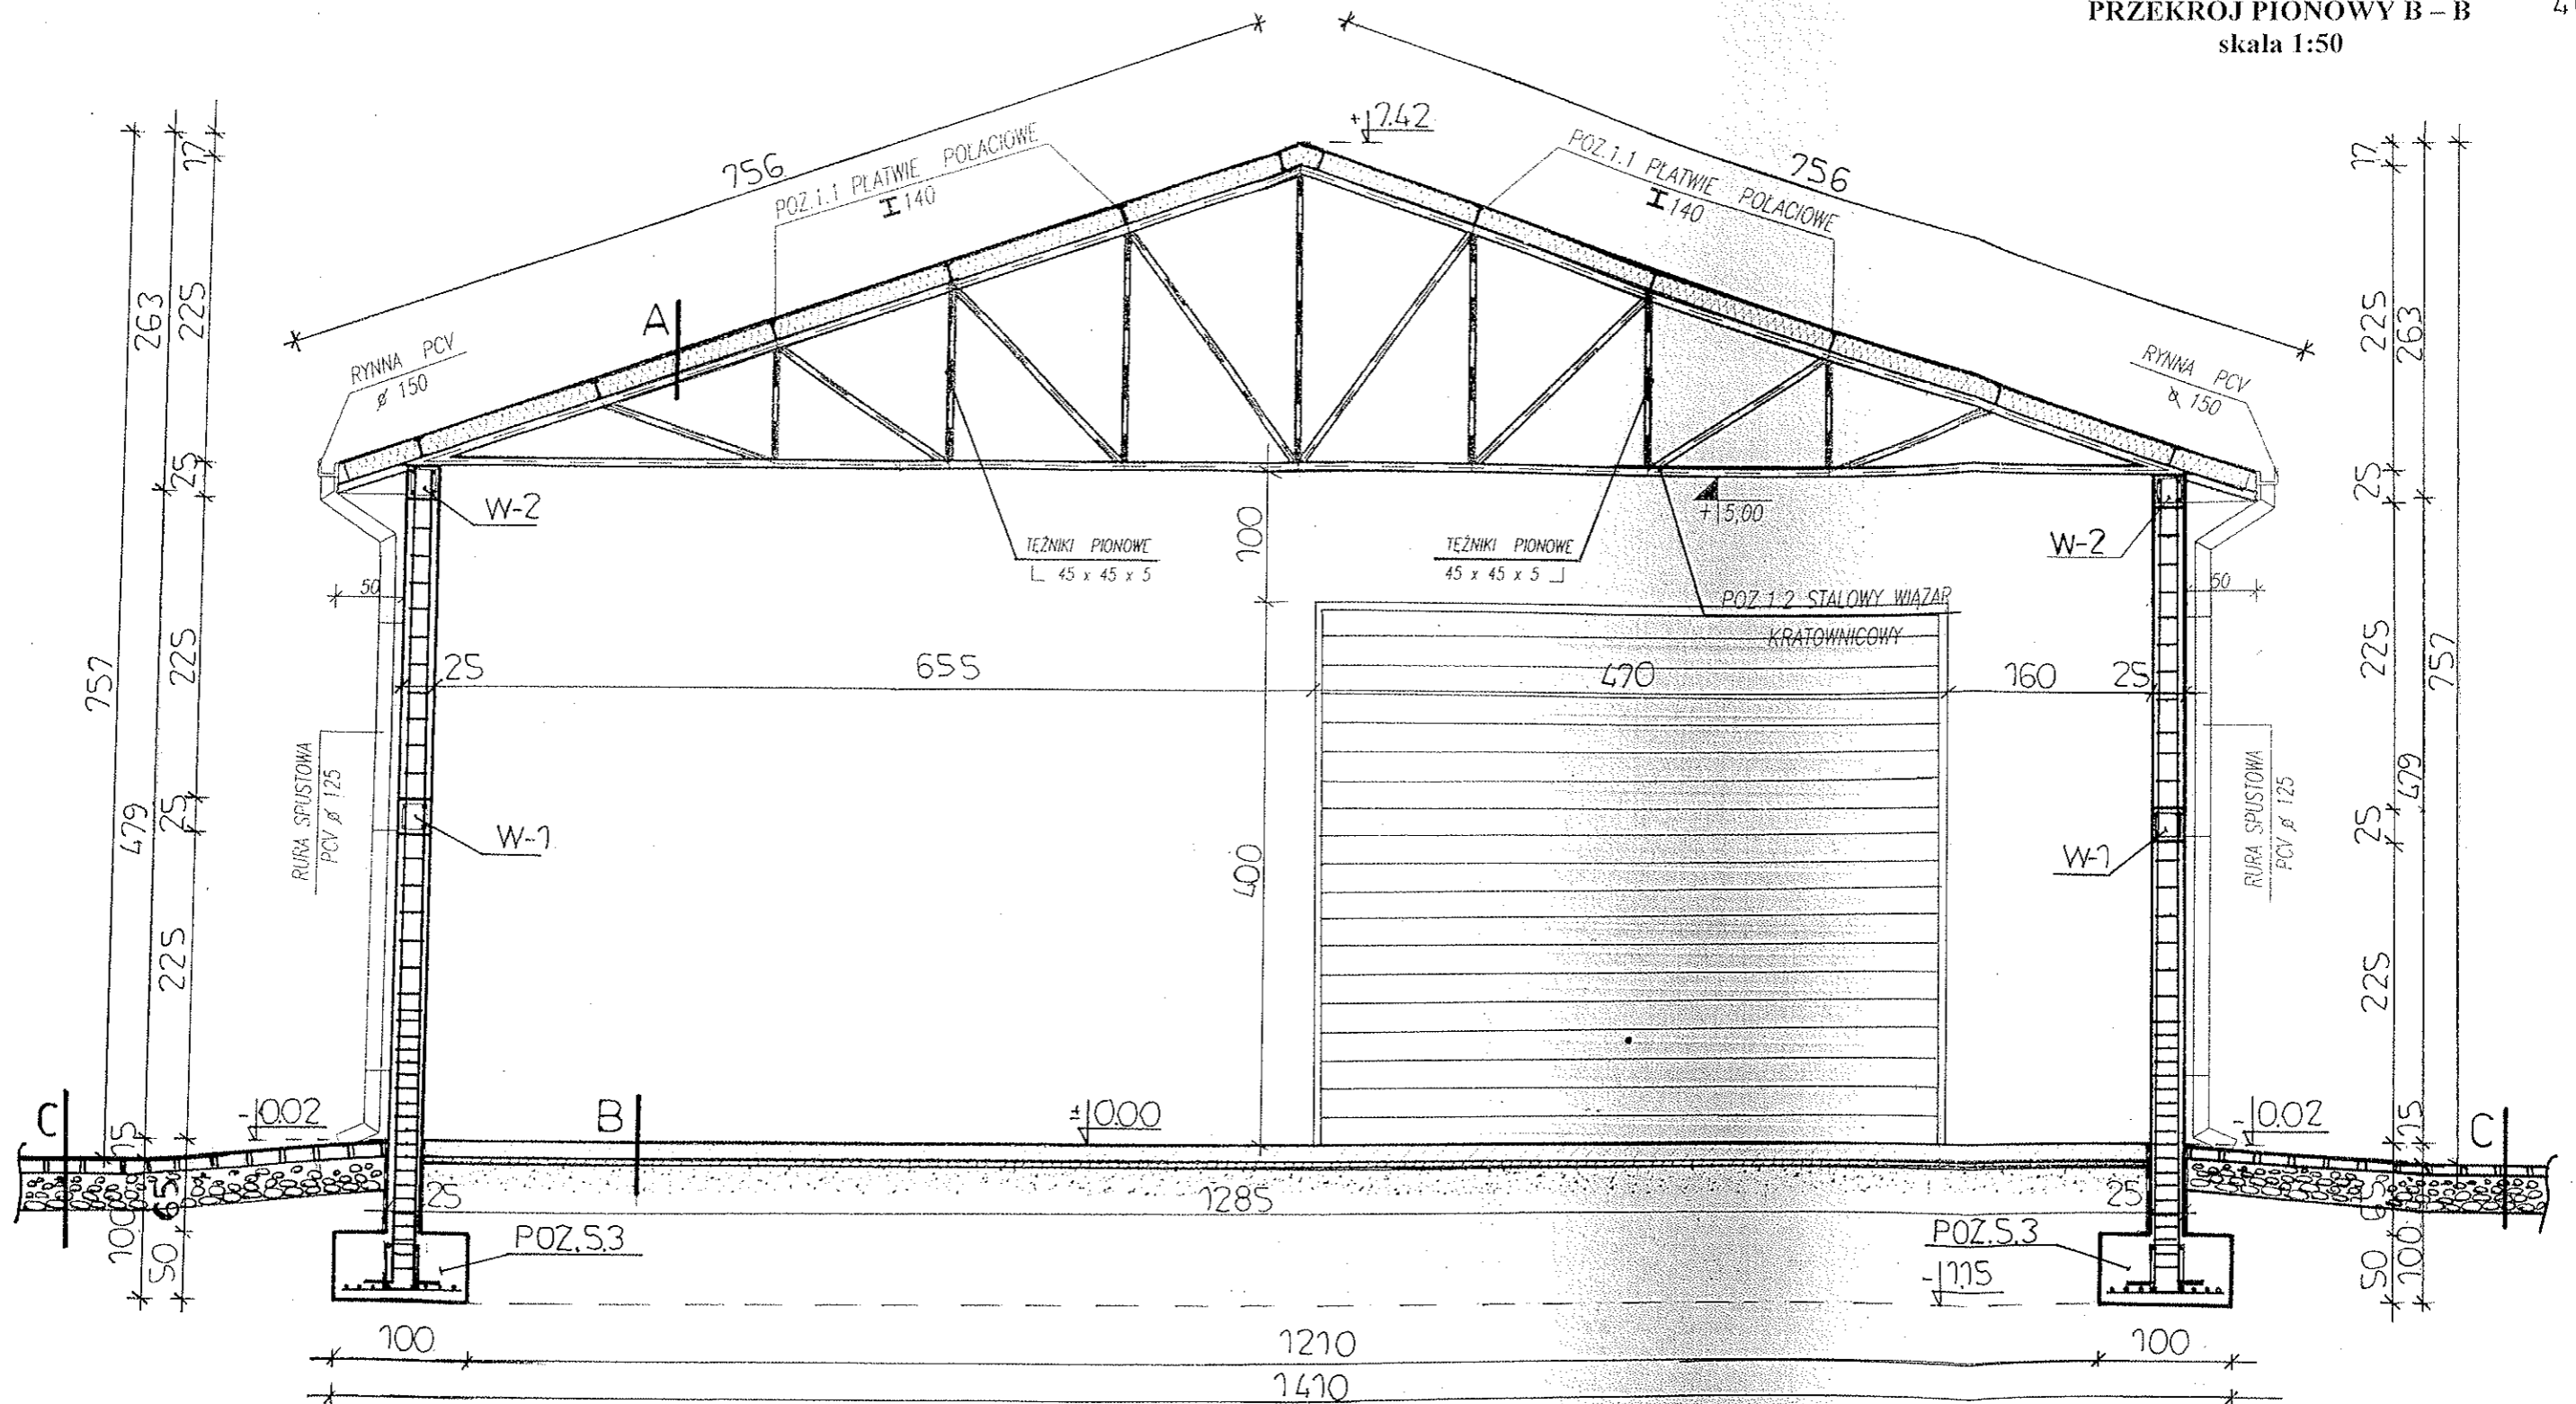 PRZEKRÓJ PIONOWY B – B
skala 1:50
756
756
+7.42
POZ.1.1 PŁATWIE POŁACIOWE
I 140
POZ.1.1 PŁATWIE POŁACIOWE
I 140
17
225
263
25
225
757
479
25
225
15
65
100
50
17
225
263
25
225
757
479
25
225
15
65
100
50
A
RYNNA PCV
ø 150
RYNNA PCV
ø 150
W-2
W-2
TĘŻNIKI PIONOWE
L 45 x 45 x 5
TĘŻNIKI PIONOWE
45 x 45 x 5
+5,00
POZ.1.2 STALOWY WIĄZAR
KRATOWNICOWY
100
50
50
25
655
470
160
25
RURA SPUSTOWA
PCV ø 125
RURA SPUSTOWA
PCV ø 125
W-1
W-1
400
C
-0.02
B
±0.00
-0.02
C
25
1285
25
POZ.5.3
POZ.5.3
-1.15
100
1210
100
1410